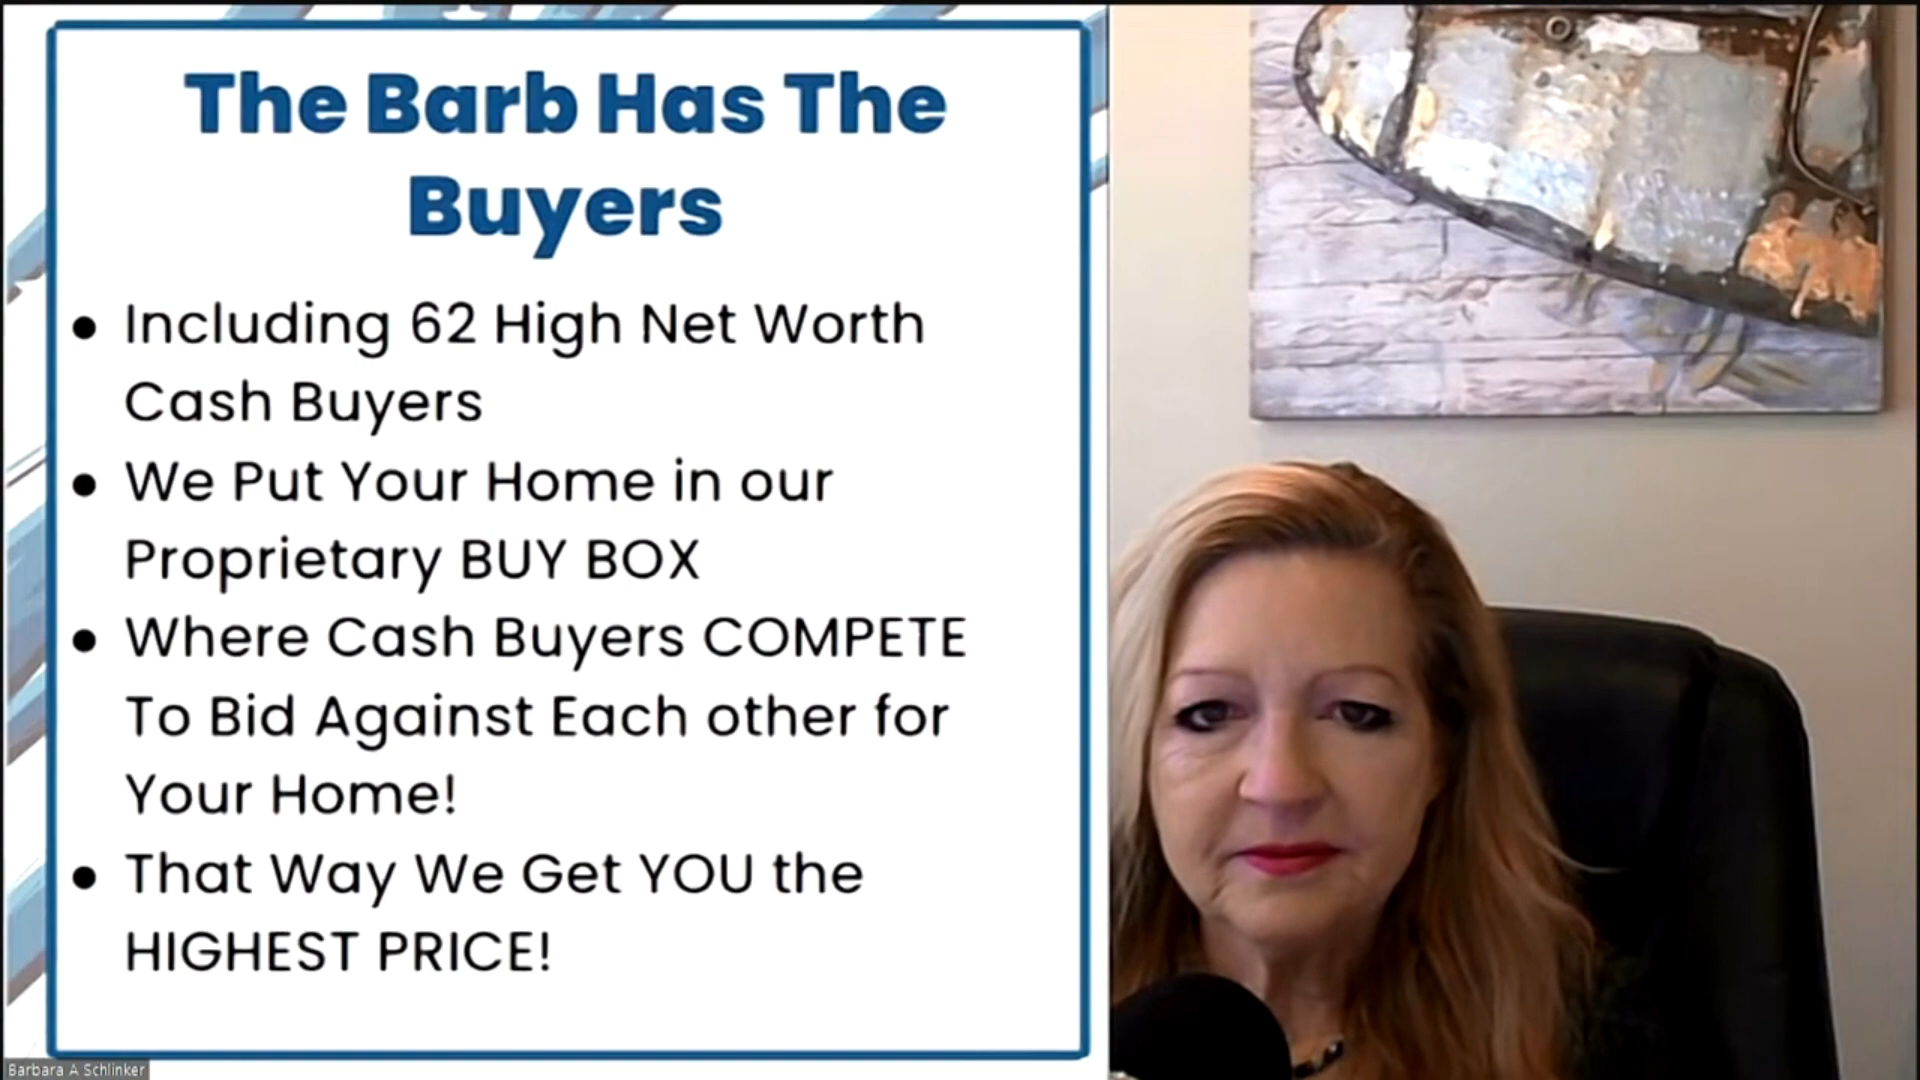 The Barb Has The
Buyers
● Including 62 High Net Worth
Cash Buyers
● We Put Your Home in our
Proprietary BUY BOX
● Where Cash Buyers COMPETE
To Bid Against Each other for
Your Home!
● That Way We Get YOU the
HIGHEST PRICE!
Barbara A Schlinker